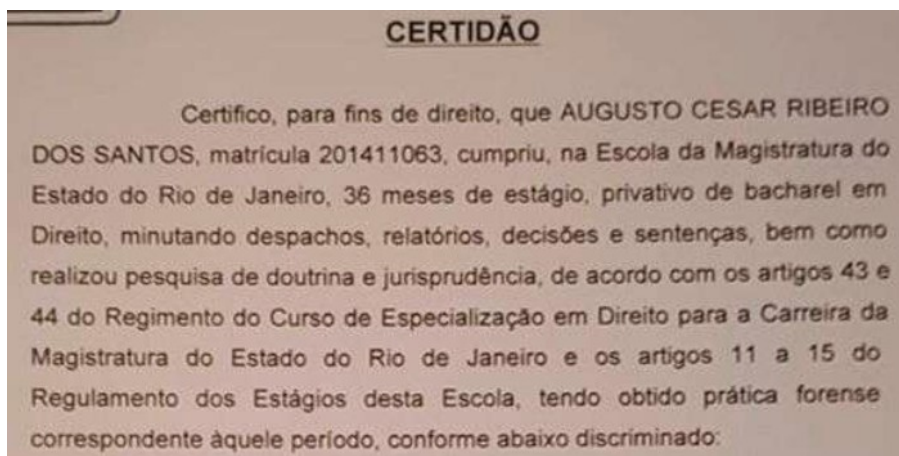 CERTIDÃO
Certifico, para fins de direito, que AUGUSTO CESAR RIBEIRO
DOS SANTOS, matrícula 201411063, cumpriu, na Escola da Magistratura do
Estado do Rio de Janeiro, 36 meses de estágio, privativo de bacharel em
Direito, minutando despachos, relatórios, decisões e sentenças, bem como
realizou pesquisa de doutrina e jurisprudência, de acordo com os artigos 43 e
44 do Regimento do Curso de Especialização em Direito para a Carreira da
Magistratura do Estado do Rio de Janeiro e os artigos 11 a 15 do
Regulamento dos Estágios desta Escola, tendo obtido prática forense
correspondente àquele período, conforme abaixo discriminado: